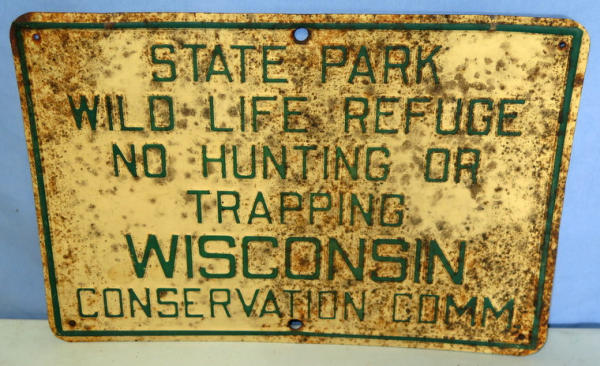 STATE PARK
WILD LIFE REFUGE
NO HUNTING OR
TRAPPING
WISCONSIN
CONSERVATION COMM